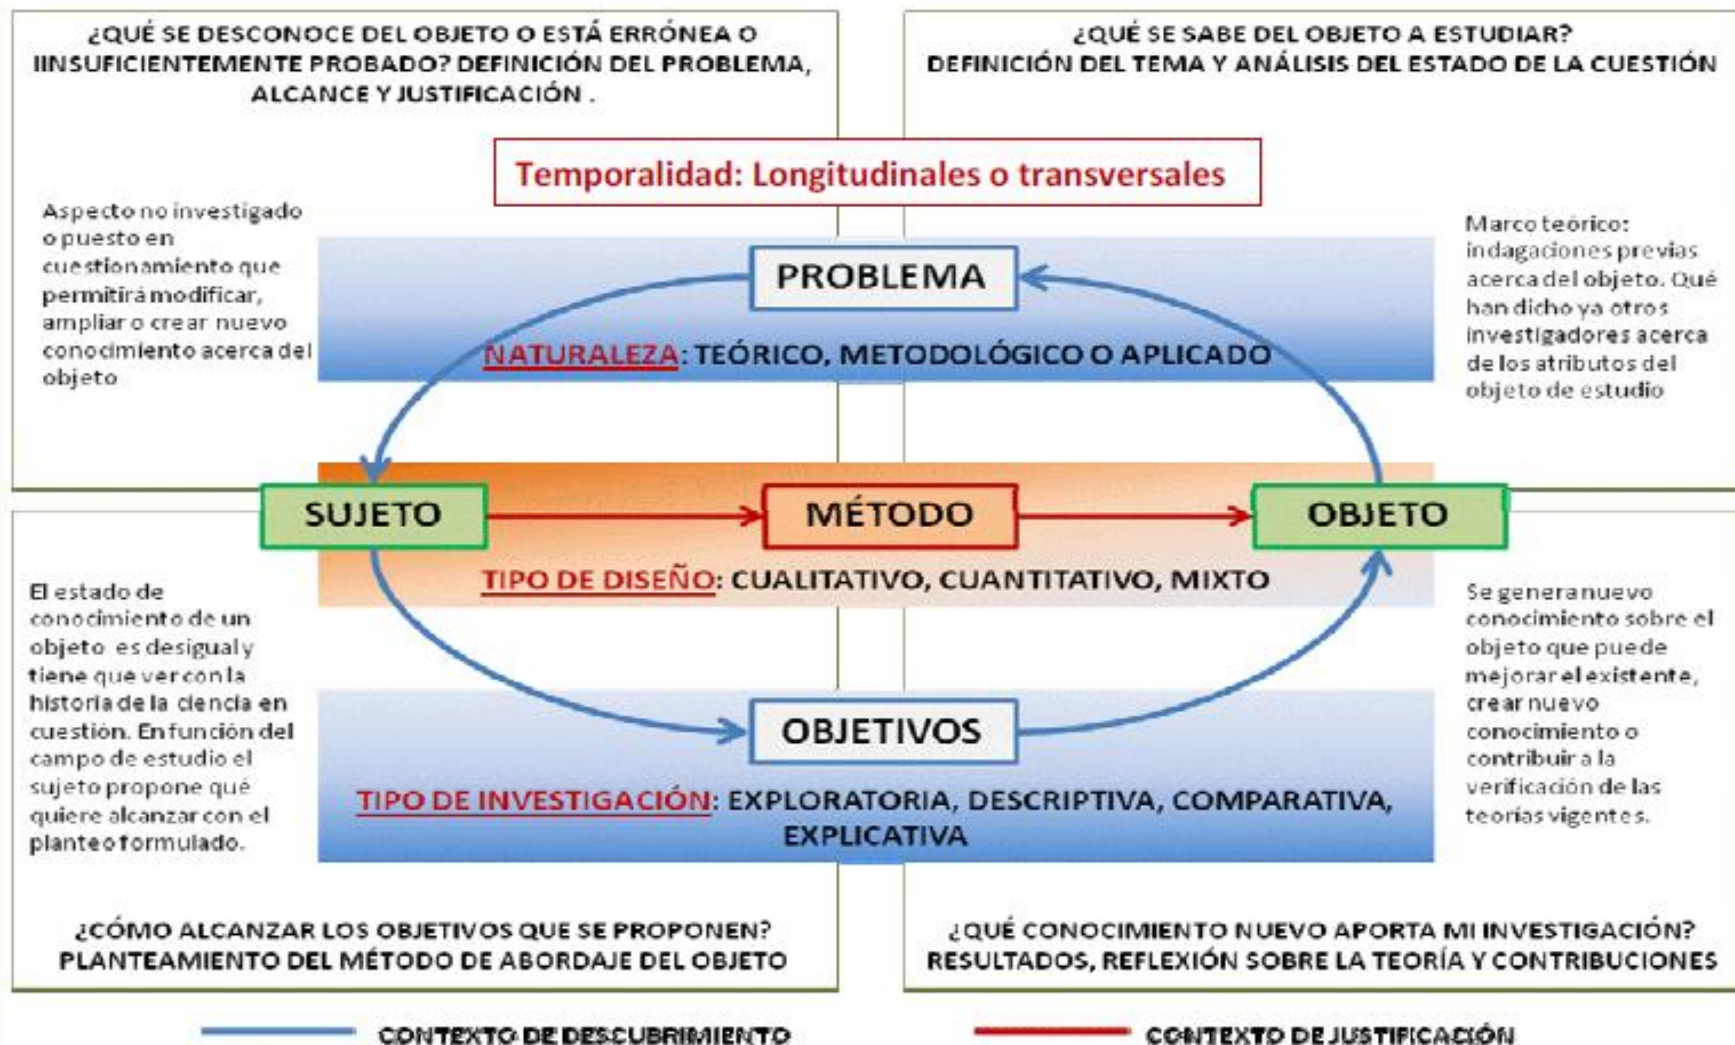 ¿QUÉ SE DESCONOCE DEL OBJETO O ESTÁ ERRÓNEA O
IINSUFICIENTEMENTE PROBADO? DEFINICIÓN DEL PROBLEMA,
ALCANCE Y JUSTIFICACIÓN .
¿QUÉ SE SABE DEL OBJETO A ESTUDIAR?
DEFINICIÓN DEL TEMA Y ANÁLISIS DEL ESTADO DE LA CUESTIÓN
Temporalidad: Longitudinales o transversales
Aspecto no investigado
o puesto en
cuestionamiento que
permitirá modificar,
ampliar o crear nuevo
conocimiento acerca del
objeto
PROBLEMA
NATURALEZA: TEÓRICO, METODOLÓGICO O APLICADO
Marco teórico:
indagaciones previas
acerca del objeto. Qué
han dicho ya otros
investigadores acerca
de los atributos del
objeto de estudio
SUJETO
MÉTODO
OBJETO
TIPO DE DISEÑO: CUALITATIVO, CUANTITATIVO, MIXTO
El estado de
conocimiento de un
objeto es desigual y
tiene que ver con la
historia de la ciencia en
cuestión. En función del
campo de estudio el
sujeto propone qué
quiere alcanzar con el
planteo formulado.
OBJETIVOS
TIPO DE INVESTIGACIÓN: EXPLORATORIA, DESCRIPTIVA, COMPARATIVA,
EXPLICATIVA
Se genera nuevo
conocimiento sobre el
objeto que puede
mejorar el existente,
crear nuevo
conocimiento o
contribuir a la
verificación de las
teorías vigentes.
¿CÓMO ALCANZAR LOS OBJETIVOS QUE SE PROPONEN?
PLANTEAMIENTO DEL MÉTODO DE ABORDAJE DEL OBJETO
¿QUÉ CONOCIMIENTO NUEVO APORTA MI INVESTIGACIÓN?
RESULTADOS, REFLEXIÓN SOBRE LA TEORÍA Y CONTRIBUCIONES
CONTEXTO DE DESCUBRIMIENTO
CONTEXTO DE JUSTIFICACIÓN